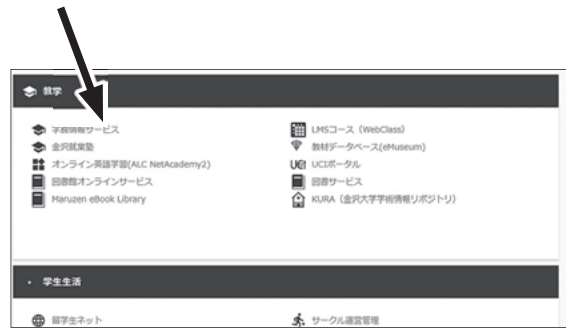 教学
学務情報サービス
金沢就業塾
オンライン英語学習(ALC NetAcademy2)
図書館オンラインサービス
Maruzen eBook Library
LMSコース（WebClass）
教材データベース(eMuseum)
UCIポータル
図書サービス
KURA（金沢大学学術情報リポジトリ）
・ 学生生活
留学生ネット
サークル運営管理